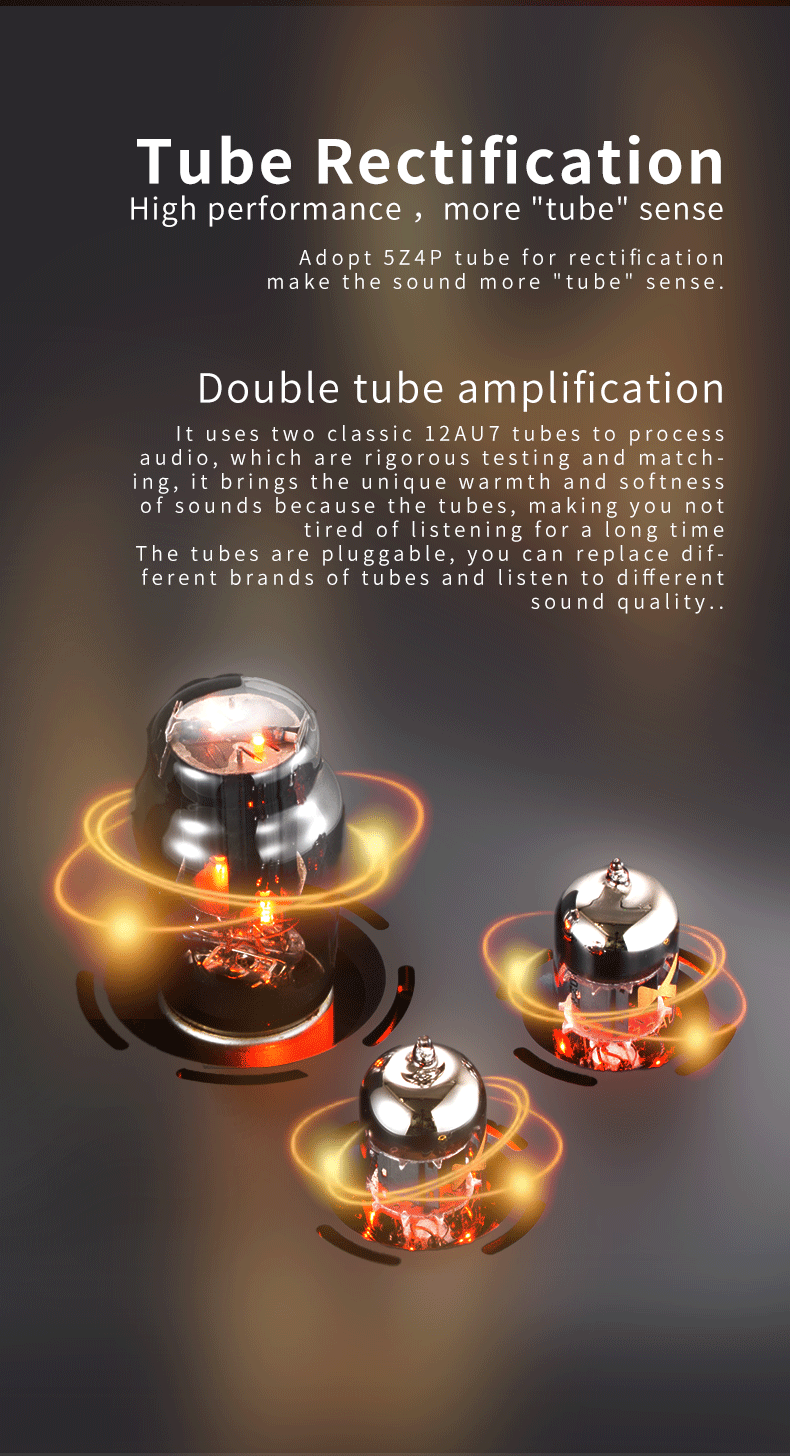 Tube Rectification
High performance ，more "tube" sense
Adopt 5Z4P tube for rectification
make the sound more "tube" sense.
Double tube amplification
It uses two classic 12AU7 tubes to process
audio, which are rigorous testing and match-
ing, it brings the unique warmth and softness
of sounds because the tubes, making you not
tired of listening for a long time
The tubes are pluggable, you can replace dif-
ferent brands of tubes and listen to different
sound quality..